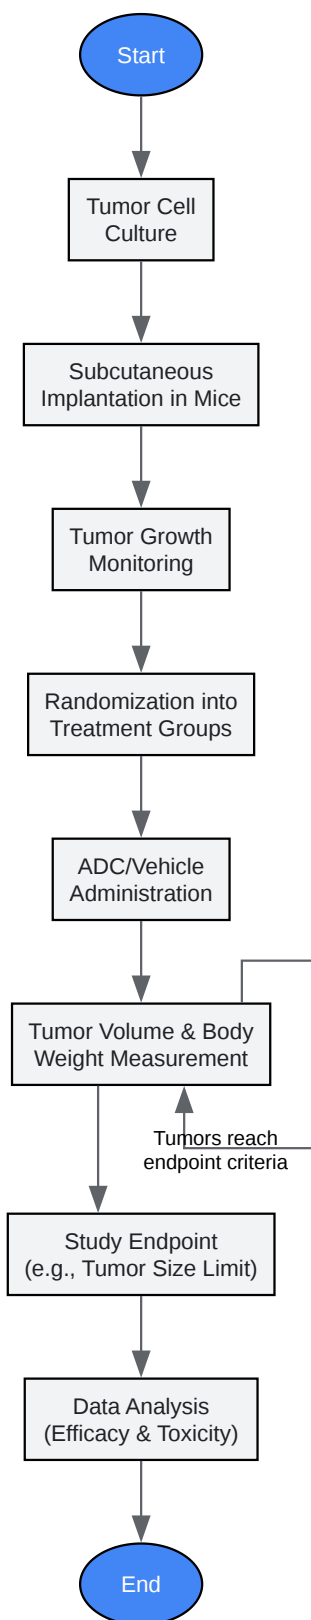 Start
Tumor Cell
Culture
Subcutaneous
Implantation in Mice
Tumor Growth
Monitoring
Randomization into
Treatment Groups
ADC/Vehicle
Administration
Tumor Volume & Body
Weight Measurement
Tumors reach
endpoint criteria
Study Endpoint
(e.g., Tumor Size Limit)
Data Analysis
(Efficacy & Toxicity)
End